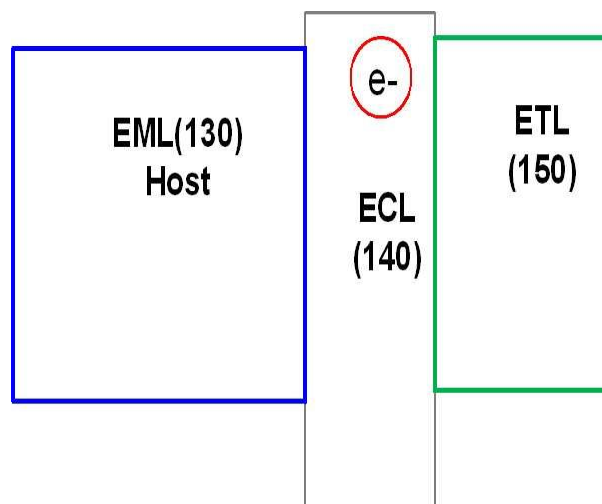 e-
EML(130)
Host
ECL
(140)
ETL
(150)